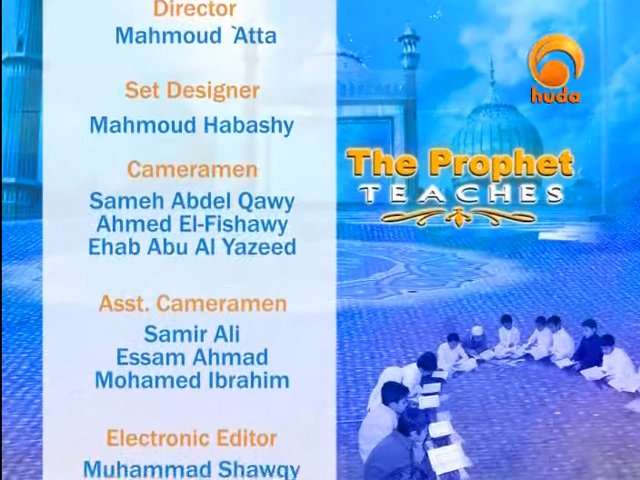 Director
Mahmoud `Atta
Set Designer
Mahmoud Habashy
Cameramen
Sameh Abdel Qawy
Ahmed El-Fishawy
Ehab Abu Al Yazeed
Asst. Cameramen
Samir Ali
Essam Ahmad
Mohamed Ibrahim
Electronic Editor
Muhammad Shawqy
huda
The Prophet
TEACHES